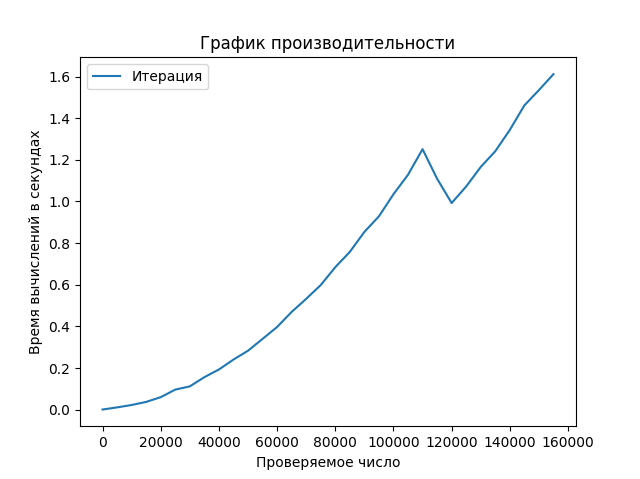 График производительности
Итерация
Время вычислений в секундах
1.6
1.4
1.2
1.0
0.8
0.6
0.4
0.2
0.0
0 20000 40000 60000 80000 100000 120000 140000 160000
Проверяемое число